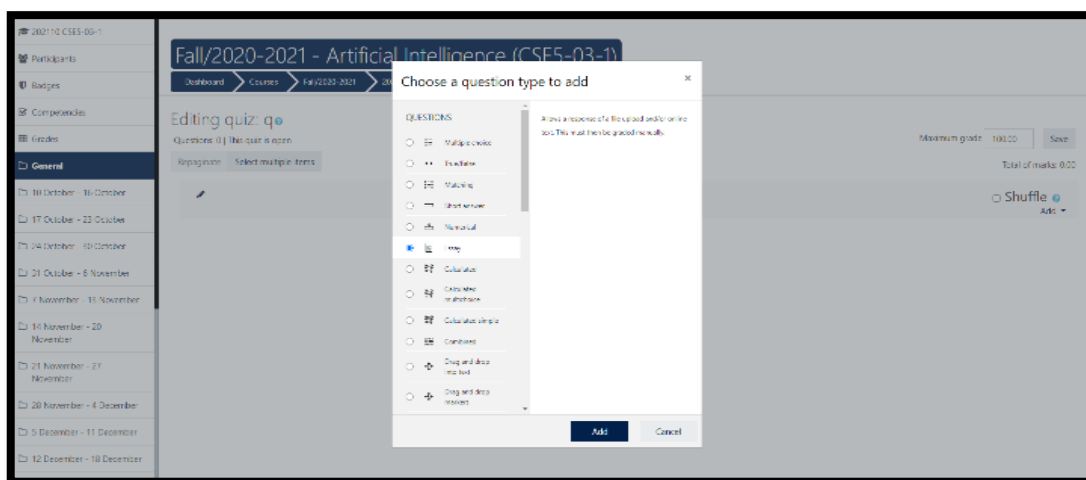 202110 CSE5-03-1
Participants
Badges
Competencies
Grades
General
10 October - 16 October
17 October - 23 October
24 October - 30 October
31 October - 6 November
7 November - 13 November
14 November - 20
November
21 November - 27
November
28 November - 4 December
5 December - 11 December
12 December - 18 December
Fall/2020-2021 - Artificial Intelligence (CSE5-03-1)
Dashboard
Courses
Fall/2020-2021
20
Editing quiz: q
Questions: 0 | This quiz is open
Repaginate
Select multiple items
Maximum grade
100.00
Save
Total of marks: 0.00
Shuffle
Add
Choose a question type to add
×
QUESTIONS
Multiple choice
True/False
Matching
Short answer
Numerical
Essay
Calculated
Calculated
multichoice
Calculated simple
Combined
Drag and drop
into text
Drag and drop
markers
Allows a response of a file upload and/or online
text. This must then be graded manually.
Add
Cancel